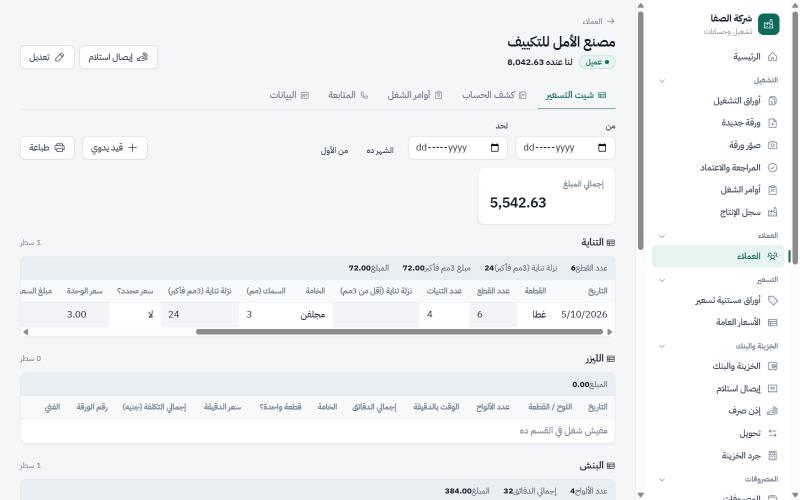 شركة الصفا
تشغيل وحسابات
الرئيسية
التشغيل
أوراق التشغيل
ورقة جديدة
صوّر ورقة
المراجعة والاعتماد
أوامر الشغل
سجل الإنتاج
العملاء
العملاء
التسعير
أوراق مستنية تسعير
الأسعار العامة
الخزينة والبنك
الخزينة والبنك
إيصال استلام
إذن صرف
تحويل
جرد الخزينة
المصروفات
العملاء
مصنع الأمل للتكييف
عميل
لنا عنده 8,042.63
إيصال استلام
تعديل
شيت التسعير
كشف الحساب
أوامر الشغل
المتابعة
البيانات
من
لحد
dd-----yyyy
dd-----yyyy
الشهر ده
من الأول
قيد يدوي
طباعة
إجمالي المبلغ
5,542.63
التناية
1 سطر
عدد القطع6 نزلة تناية (3مم فأكبر)24 مبلغ 3مم فأكبر72.00 المبلغ72.00
التاريخ القطعة عدد القطع عدد التنيات نزلة تناية (أقل من 3مم) الخامة السمك (مم) نزلة تناية (3مم فأكبر) سعر محدد؟ سعر الوحدة مبلغ السعر
5/10/2026 غطا 6 4 مجلفن 3 24 لا 3.00
الليزر
0 سطر
المبلغ0.00
التاريخ اللوح / القطعة عدد الألواح الوقت بالدقيقة إجمالي الدقائق الخامة قطعة واحدة؟ سعر الدقيقة إجمالي التكلفة (جنيه) رقم الورقة الفني
مفيش شغل في القسم ده
البنش
1 سطر
عدد الألواح4 إجمالي الدقائق32 المبلغ384.00